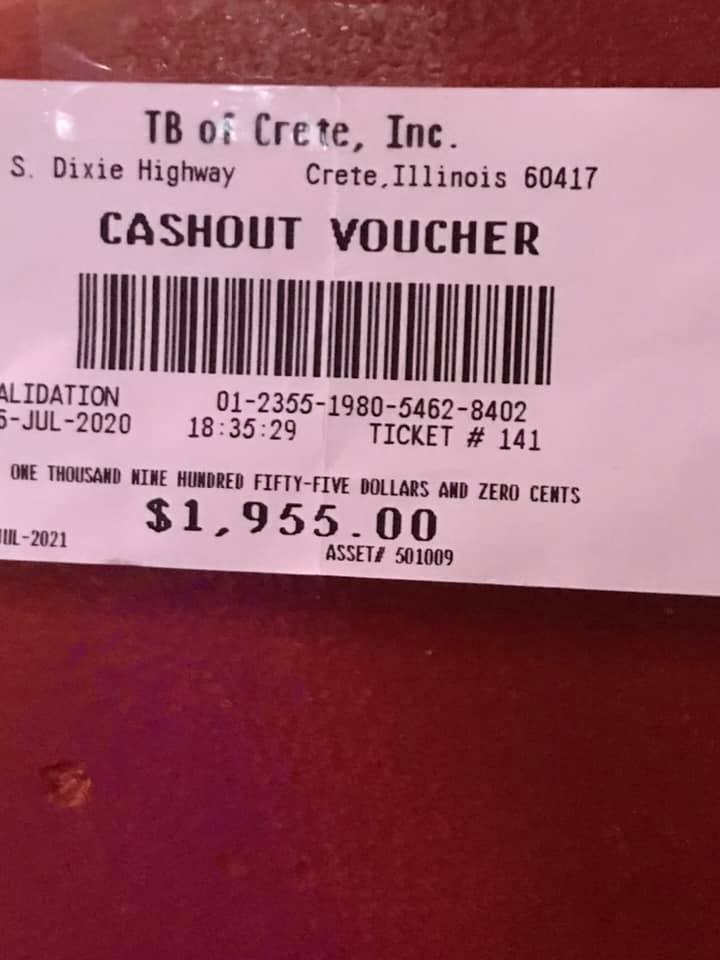 TB of Crete, Inc.
S. Dixie Highway Crete,Illinois 60417
CASHOUT VOUCHER
ALIDATION 01-2355-1980-5462-8402
5-JUL-2020 18:35:29 TICKET # 141
ONE THOUSAND NINE HUNDRED FIFTY-FIVE DOLLARS AND ZERO CENTS
$1,955.00
JUL-2021 ASSET# 501009